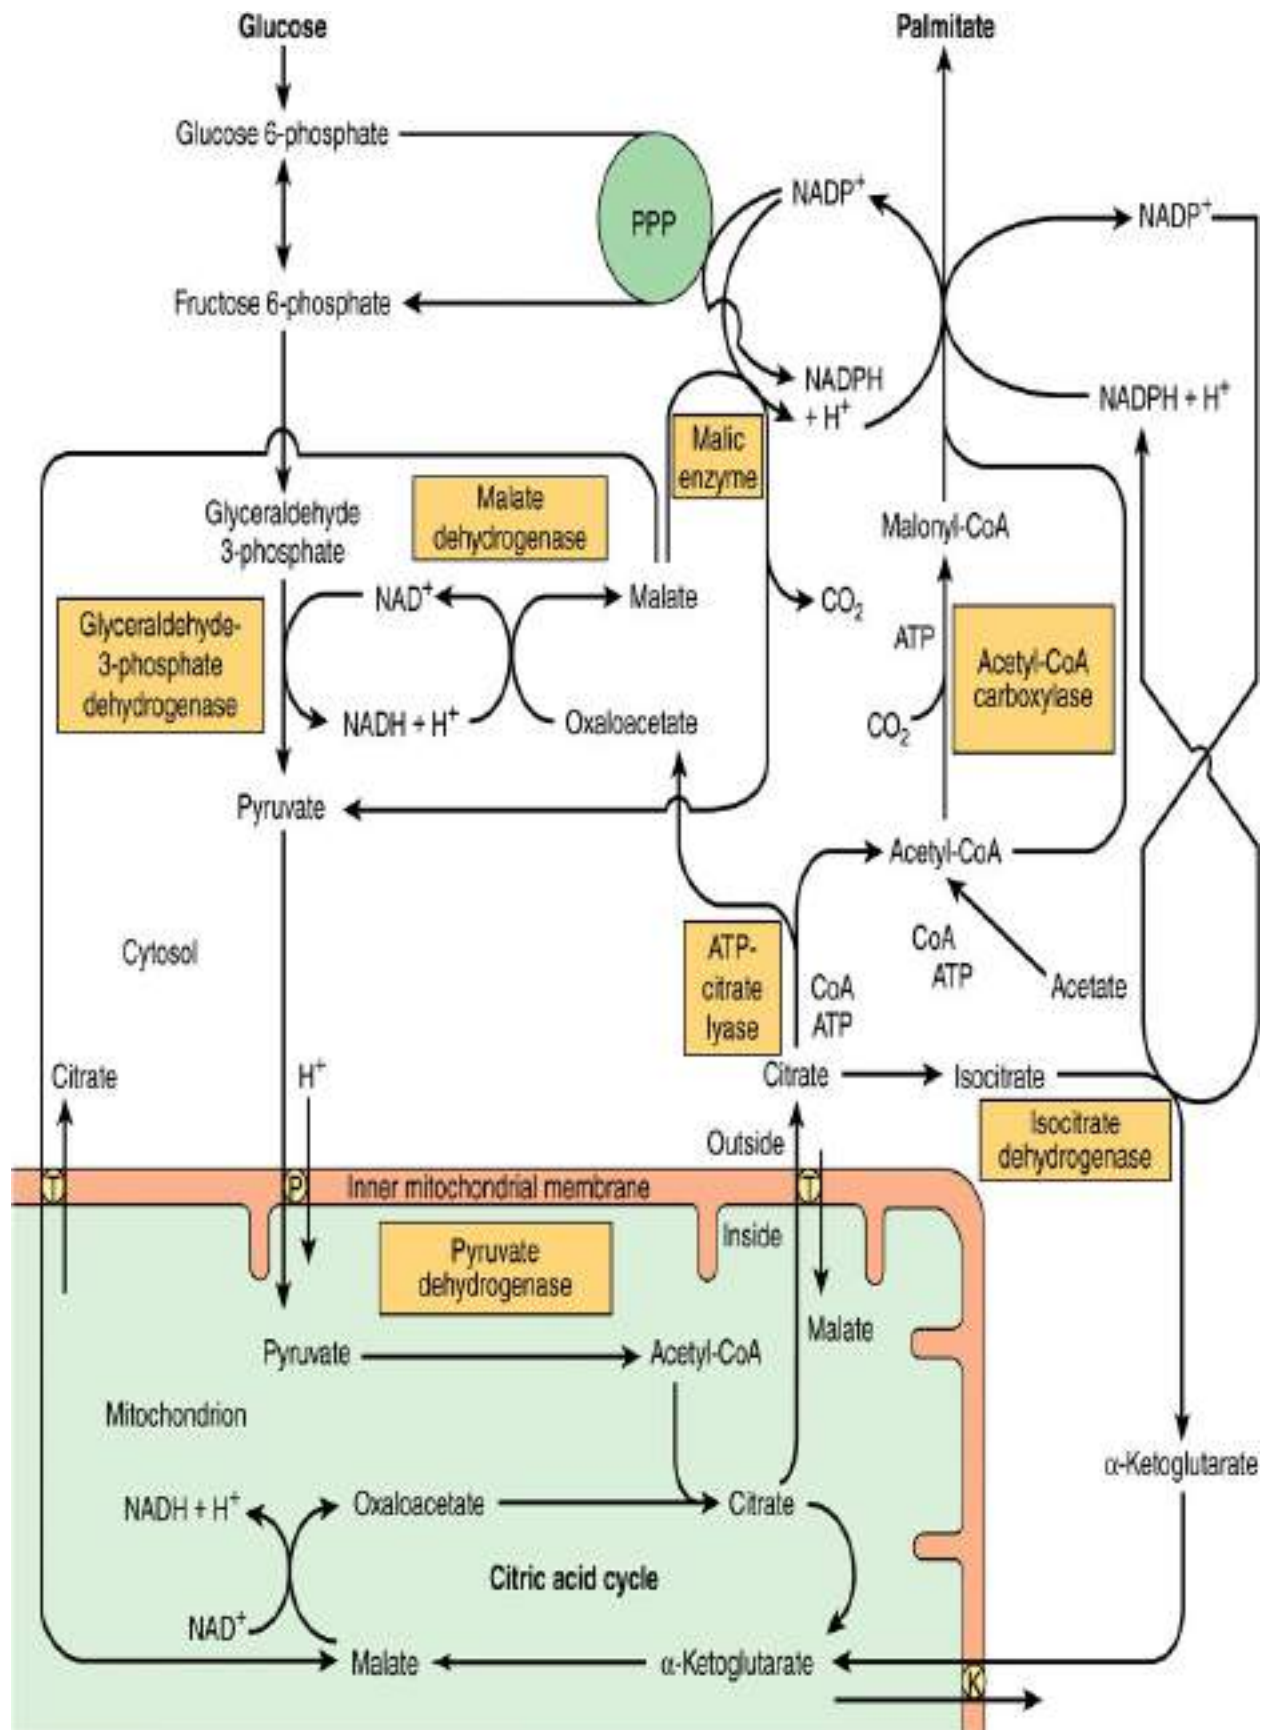 Glucose
Palmitate
Glucose 6-phosphate
PPP
NADP⁺
NADP⁺
Fructose 6-phosphate
NADPH
+ H⁺
NADPH + H⁺
Malic
enzyme
Malate
dehydrogenase
Glyceraldehyde
3-phosphate
Malonyl-CoA
NAD⁺
Malate
CO₂
Glyceraldehyde-
3-phosphate
dehydrogenase
ATP
Acetyl-CoA
carboxylase
NADH + H⁺
Oxaloacetate
CO₂
Pyruvate
Acetyl-CoA
Cytosol
ATP-
citrate
lyase
CoA
ATP
CoA
ATP
Acetate
Citrate
H⁺
Citrate
Isocitrate
Outside
Isocitrate
dehydrogenase
T
P
Inner mitochondrial membrane
T
Inside
Pyruvate
dehydrogenase
Malate
Pyruvate
Acetyl-CoA
Mitochondrion
α-Ketoglutarate
NADH + H⁺
Oxaloacetate
Citrate
Citric acid cycle
NAD⁺
Malate
α-Ketoglutarate
K